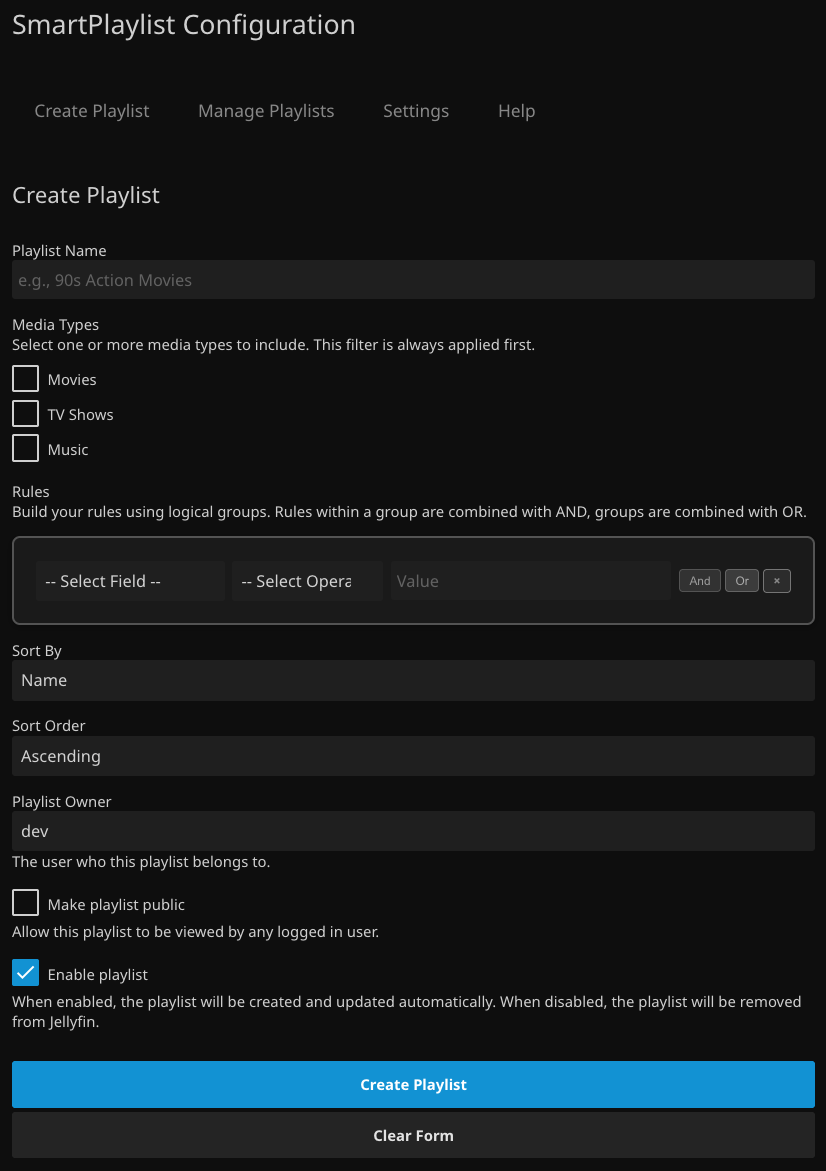 SmartPlaylist Configuration
Create Playlist Manage Playlists Settings Help
Create Playlist
Playlist Name
e.g., 90s Action Movies
Media Types
Select one or more media types to include. This filter is always applied first.
Movies
TV Shows
Music
Rules
Build your rules using logical groups. Rules within a group are combined with AND, groups are combined with OR.
-- Select Field -- -- Select Opera Value And Or ×
Sort By
Name
Sort Order
Ascending
Playlist Owner
dev
The user who this playlist belongs to.
Make playlist public
Allow this playlist to be viewed by any logged in user.
Enable playlist
When enabled, the playlist will be created and updated automatically. When disabled, the playlist will be removed
from Jellyfin.
Create Playlist
Clear Form